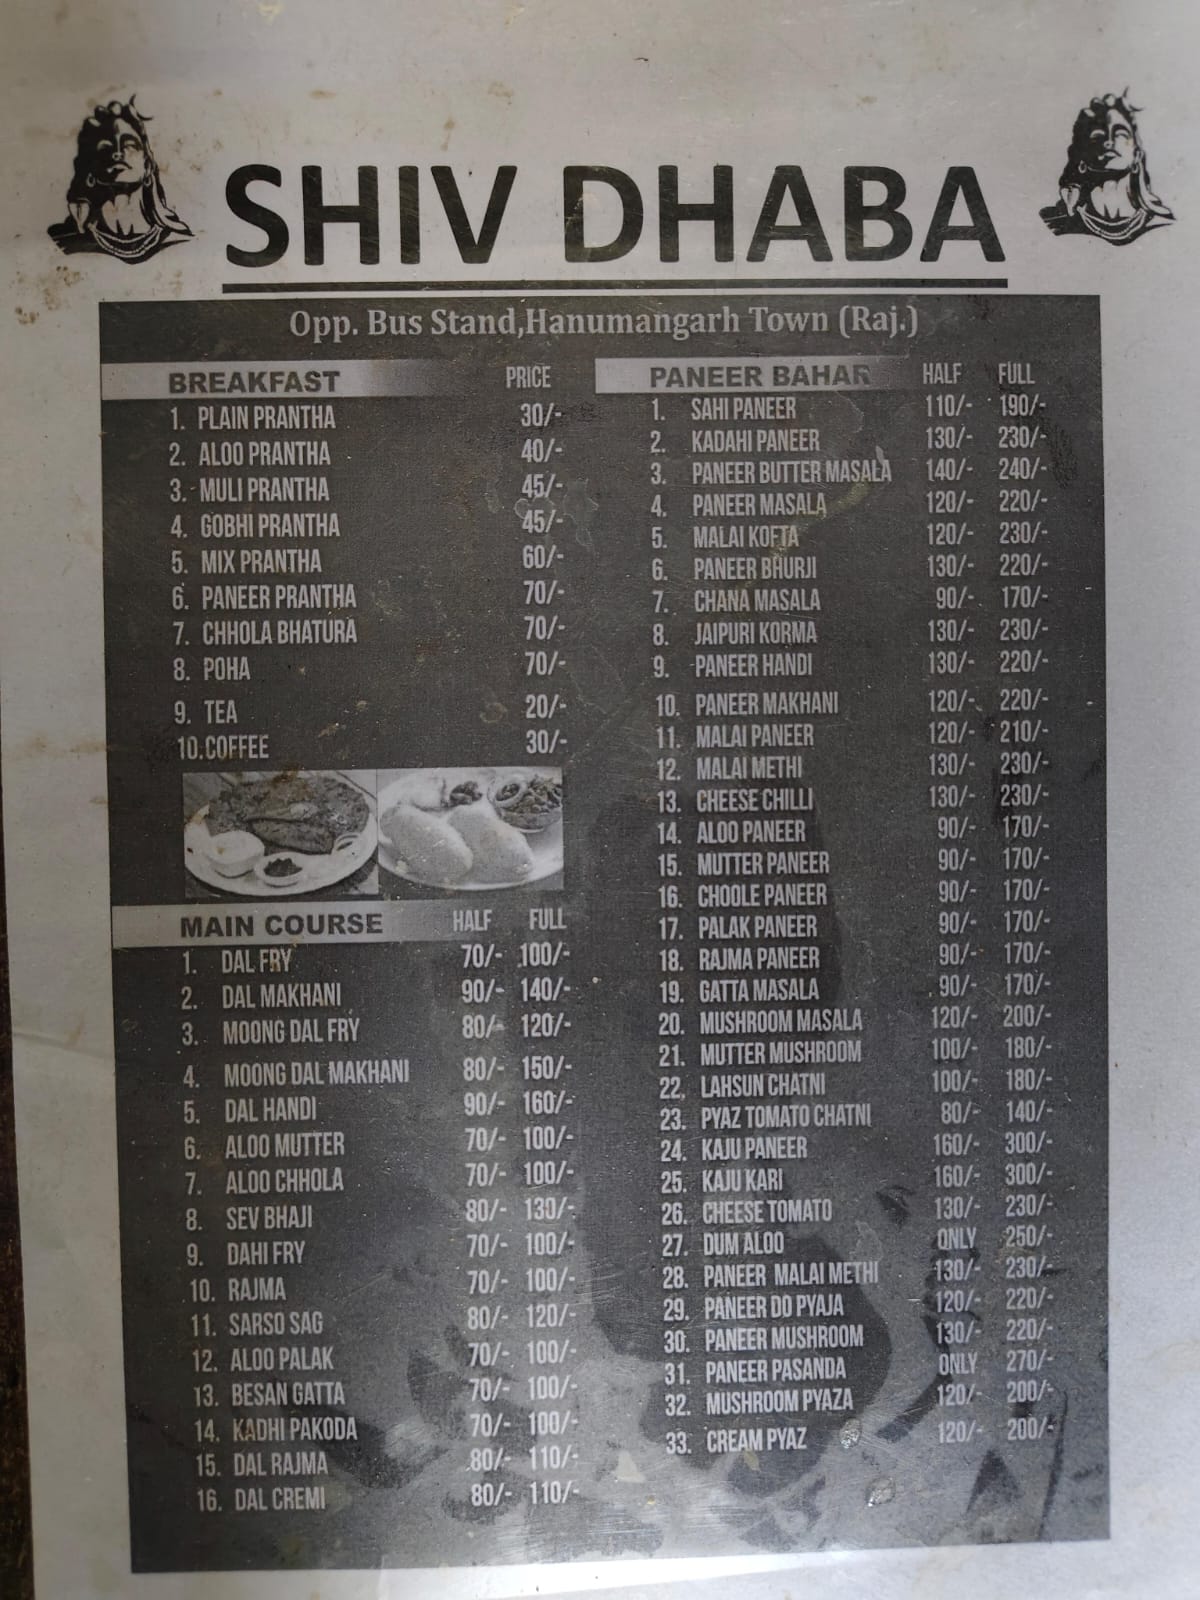 SHIV DHABA
Opp. Bus Stand,Hanumangarh Town (Raj.)
BREAKFAST PRICE
1. PLAIN PRANTHA 30/-
2. ALOO PRANTHA 40/-
3. MULI PRANTHA 45/-
4. GOBHI PRANTHA 45/-
5. MIX PRANTHA 60/-
6. PANEER PRANTHA 70/-
7. CHHOLA BHATURA 70/-
8. POHA 70/-
9. TEA 20/-
10.COFFEE 30/-
MAIN COURSE HALF FULL
1. DAL FRY 70/- 100/-
2. DAL MAKHANI 90/- 140/-
3. MOONG DAL FRY 80/- 120/-
4. MOONG DAL MAKHANI 80/- 150/-
5. DAL HANDI 90/- 160/-
6. ALOO MUTTER 70/- 100/-
7. ALOO CHHOLA 70/- 100/-
8. SEV BHAJI 80/- 130/-
9. DAHI FRY 70/- 100/-
10. RAJMA 70/- 100/-
11. SARSO SAG 80/- 120/-
12. ALOO PALAK 70/- 100/-
13. BESAN GATTA 70/- 100/-
14. KADHI PAKODA 70/- 100/-
15. DAL RAJMA 80/- 110/-
16. DAL CREMI 80/- 110/-
PANEER BAHAR HALF FULL
1. SAHI PANEER 110/- 190/-
2. KADAHI PANEER 130/- 230/-
3. PANEER BUTTER MASALA 140/- 240/-
4. PANEER MASALA 120/- 220/-
5. MALAI KOFTA 120/- 230/-
6. PANEER BHURJI 130/- 220/-
7. CHANA MASALA 90/- 170/-
8. JAIPURI KORMA 130/- 230/-
9. PANEER HANDI 130/- 220/-
10. PANEER MAKHANI 120/- 220/-
11. MALAI PANEER 120/- 210/-
12. MALAI METHI 130/- 230/-
13. CHEESE CHILLI 130/- 230/-
14. ALOO PANEER 90/- 170/-
15. MUTTER PANEER 90/- 170/-
16. CHOOLE PANEER 90/- 170/-
17. PALAK PANEER 90/- 170/-
18. RAJMA PANEER 90/- 170/-
19. GATTA MASALA 90/- 170/-
20. MUSHROOM MASALA 120/- 200/-
21. MUTTER MUSHROOM 100/- 180/-
22. LAHSUN CHATNI 100/- 180/-
23. PYAZ TOMATO CHATNI 80/- 140/-
24. KAJU PANEER 160/- 300/-
25. KAJU KARI 160/- 300/-
26. CHEESE TOMATO 130/- 230/-
27. DUM ALOO ONLY 250/-
28. PANEER MALAI METHI 130/- 230/-
29. PANEER DO PYAJA 120/- 220/-
30. PANEER MUSHROOM 130/- 220/-
31. PANEER PASANDA ONLY 270/-
32. MUSHROOM PYAZA 120/- 200/-
33. CREAM PYAZ 120/- 200/-